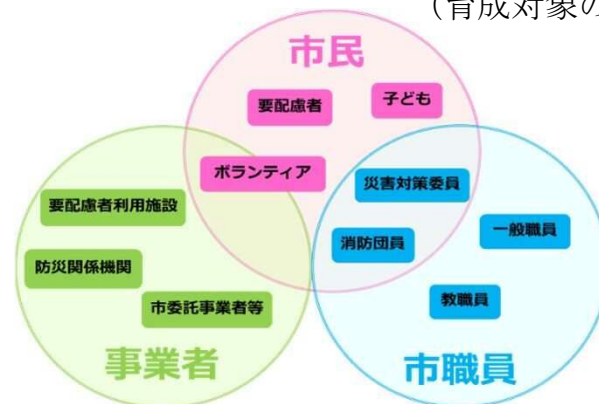 （育成対象の
市民
要配慮者
子ども
ボランティア
災害対策委員
要配慮者利用施設
一般職員
消防団員
防災関係機関
教職員
市委託事業者等
事業者
市職員